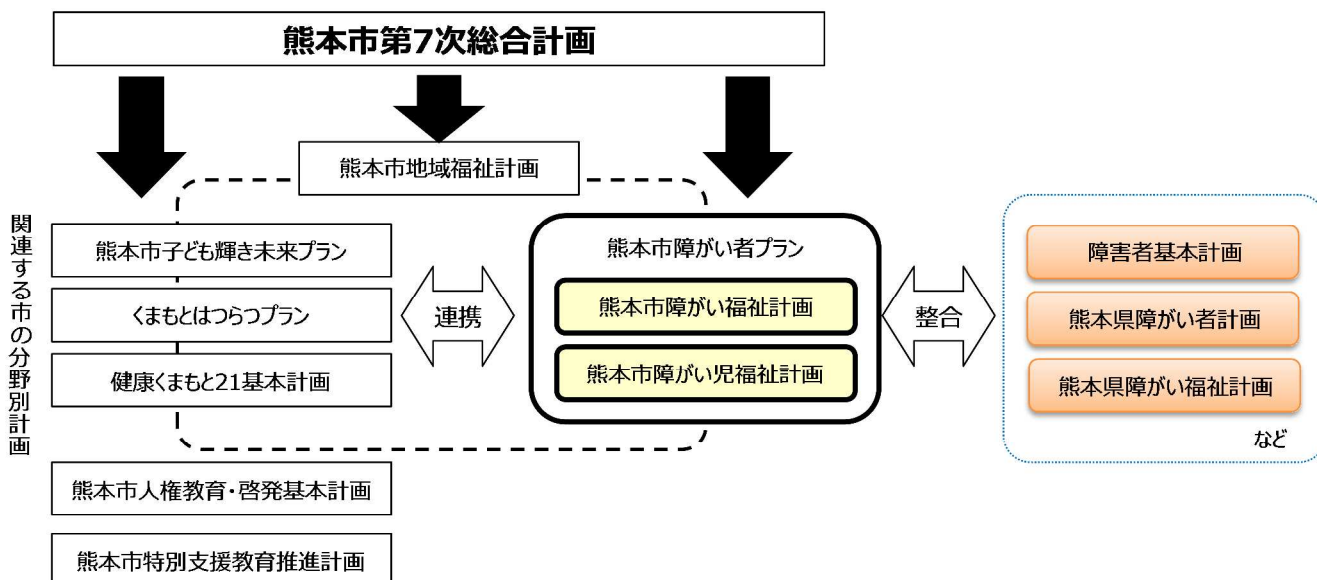 熊本市第7次総合計画
熊本市地域福祉計画
関連する市の分野別計画
熊本市子ども輝き未来プラン
くまもとはつらつプラン
健康くまもと21基本計画
熊本市人権教育・啓発基本計画
熊本市特別支援教育推進計画
連携
熊本市障がい者プラン
熊本市障がい福祉計画
熊本市障がい児福祉計画
整合
障害者基本計画
熊本県障がい者計画
熊本県障がい福祉計画
など